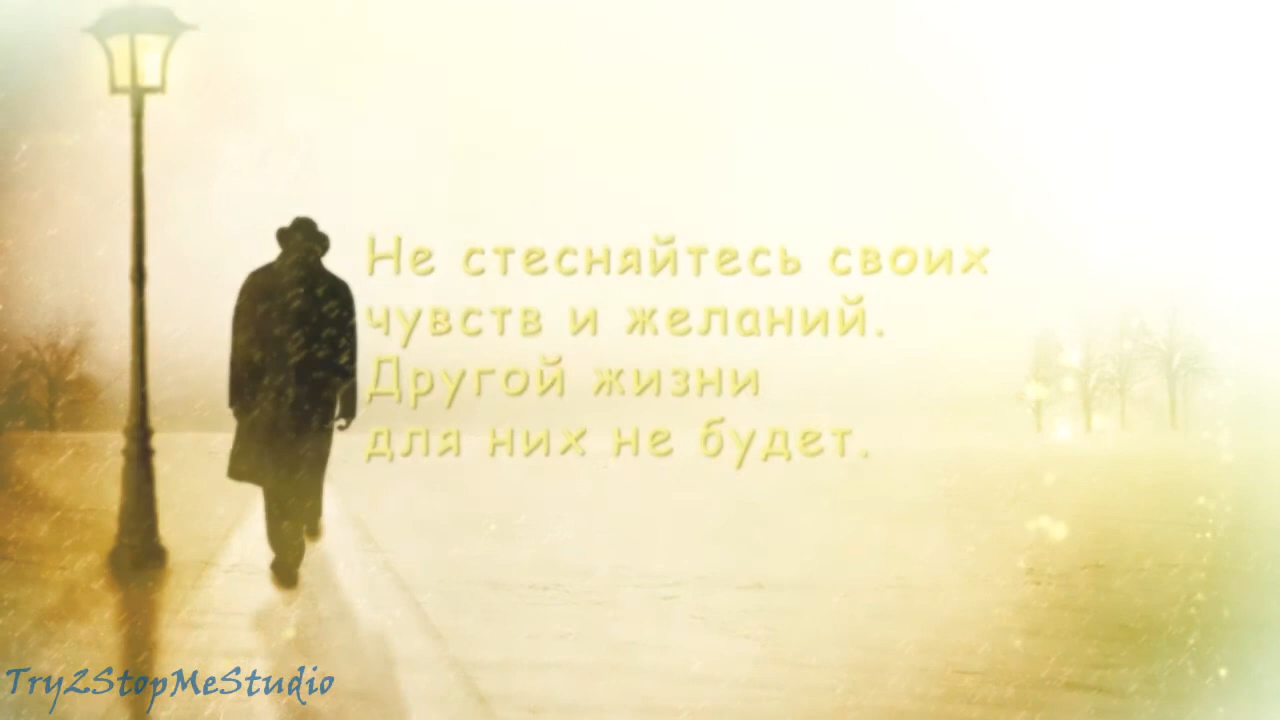 Не стесняйтесь своих
чувств и желаний.
Другой жизни
для них не будет.
Try2StopMeStudio